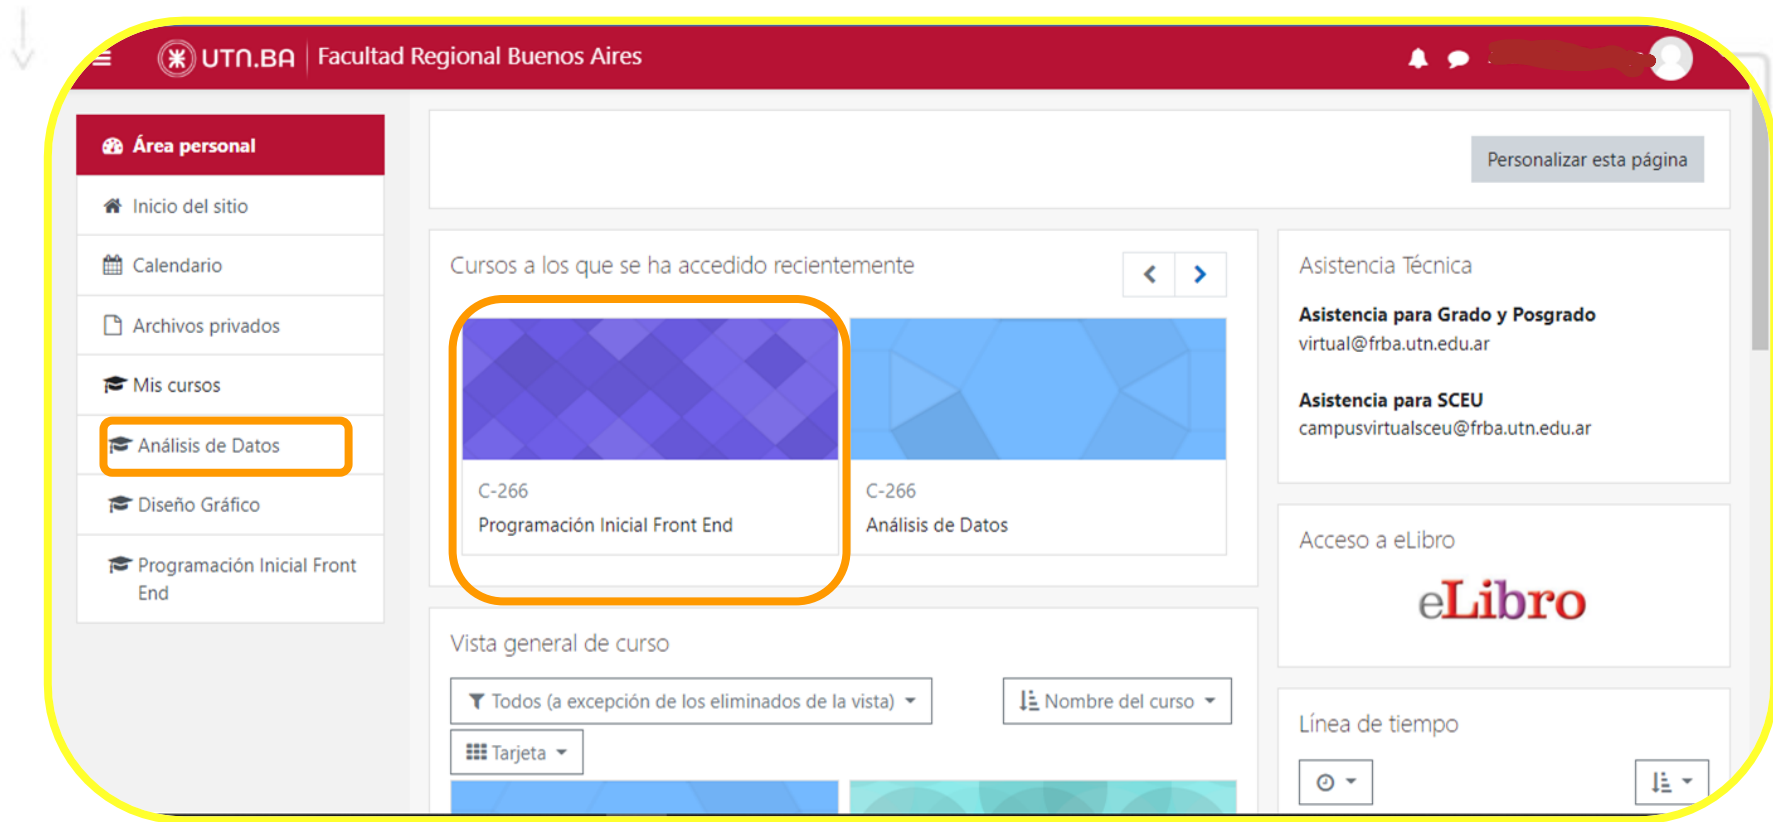 UTN.BA Facultad Regional Buenos Aires
Área personal
Inicio del sitio
Calendario
Archivos privados
Mis cursos
Análisis de Datos
Diseño Gráfico
Programación Inicial Front
End
Personalizar esta página
Cursos a los que se ha accedido recientemente
C-266
Programación Inicial Front End
C-266
Análisis de Datos
Vista general de curso
Todos (a excepción de los eliminados de la vista)
Nombre del curso
Tarjeta
Asistencia Técnica
Asistencia para Grado y Posgrado
virtual@frba.utn.edu.ar
Asistencia para SCEU
campusvirtualsceu@frba.utn.edu.ar
Acceso a eLibro
eLibro
Línea de tiempo